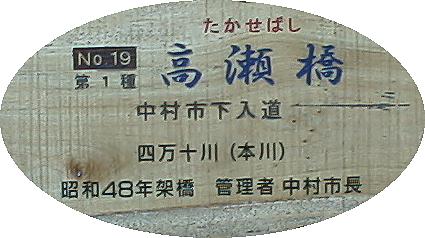 たかせばし
No.19
第1種 高瀬橋
中村市下入道
四万十川(本川)
昭和48年架橋 管理者 中村市長